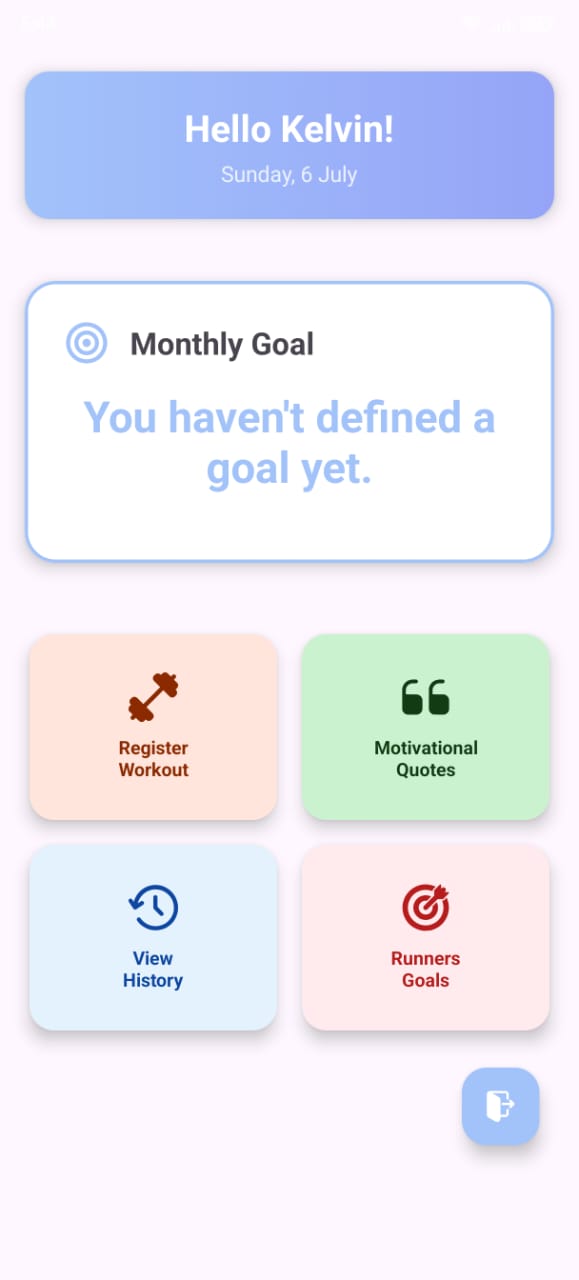 Hello Kelvin!
Sunday, 6 July
Monthly Goal
You haven't defined a
goal yet.
Register
Workout
Motivational
Quotes
View
History
Runners
Goals